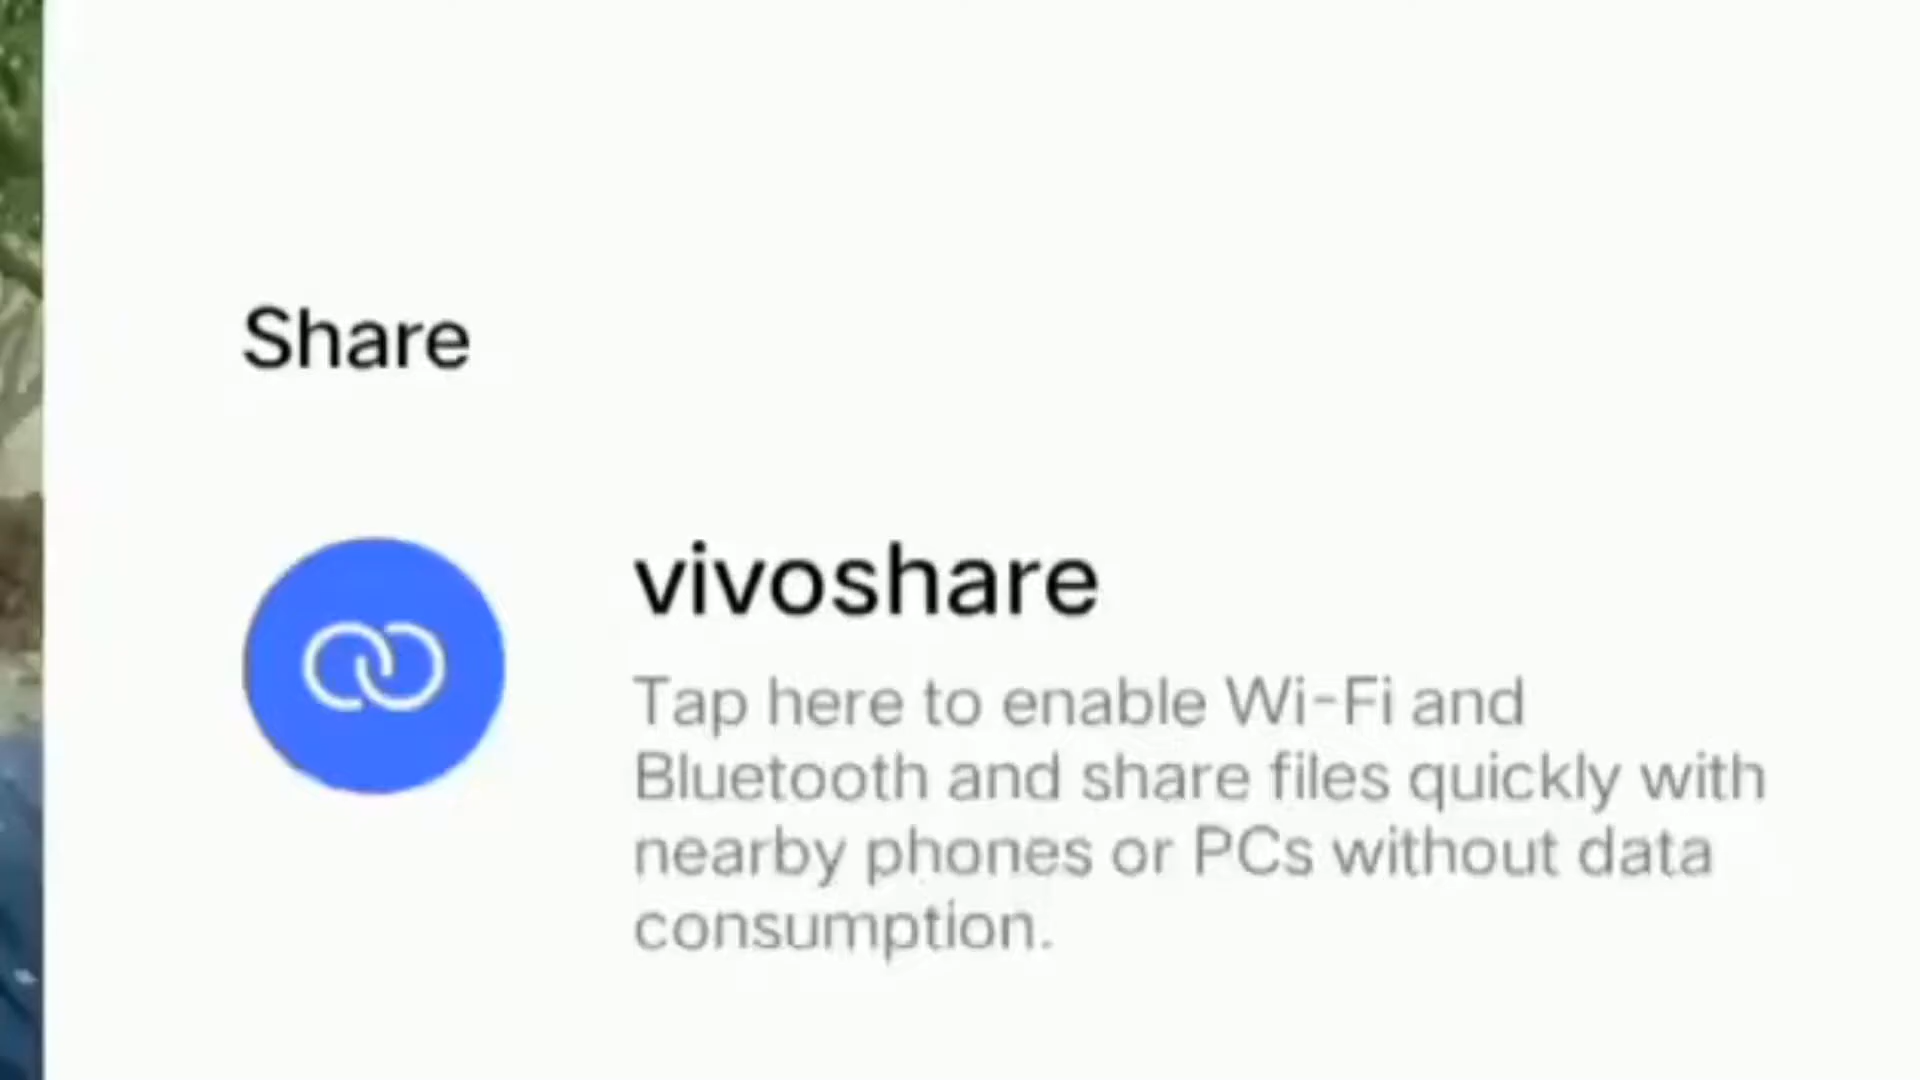 Share
vivoshare
Tap here to enable Wi-Fi and
Bluetooth and share files quickly with
nearby phones or PCs without data
consumption.